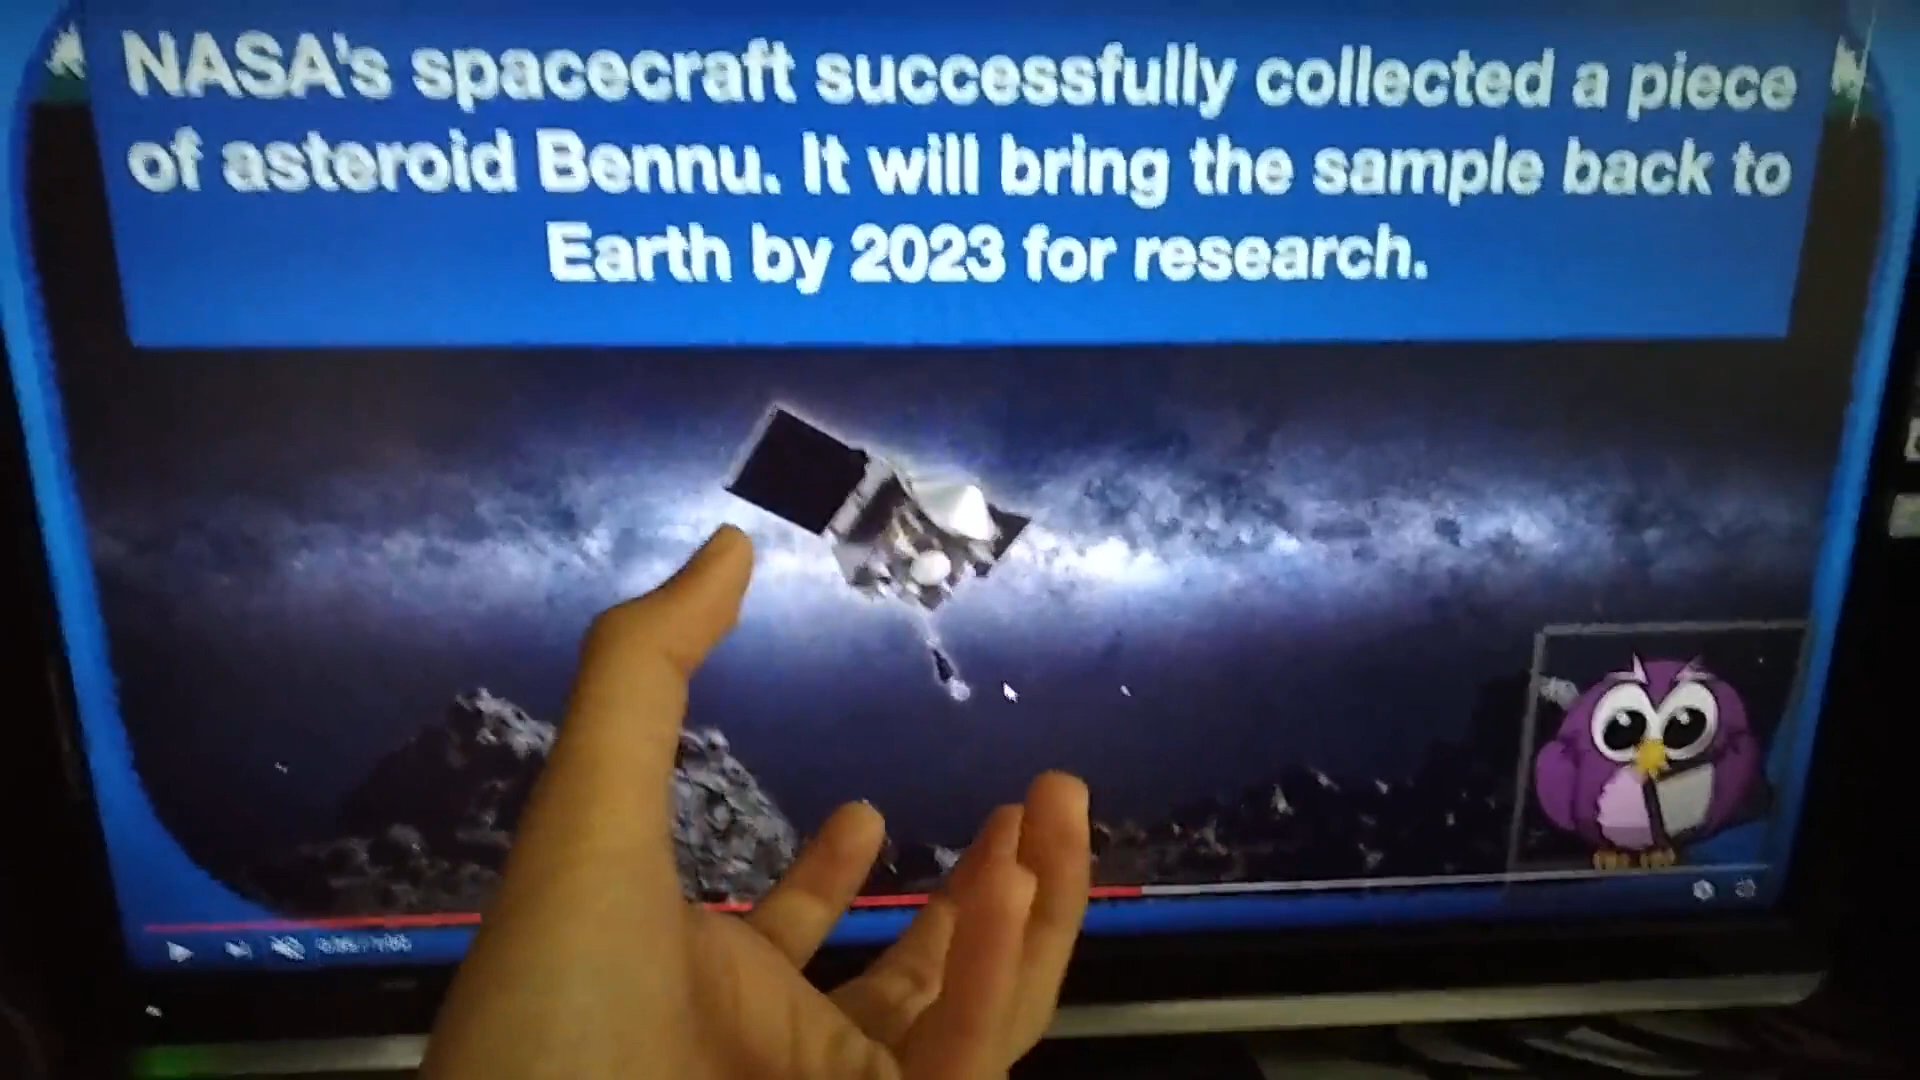 NASA's spacecraft successfully collected a piece
of asteroid Bennu. It will bring the sample back to
Earth by 2023 for research.